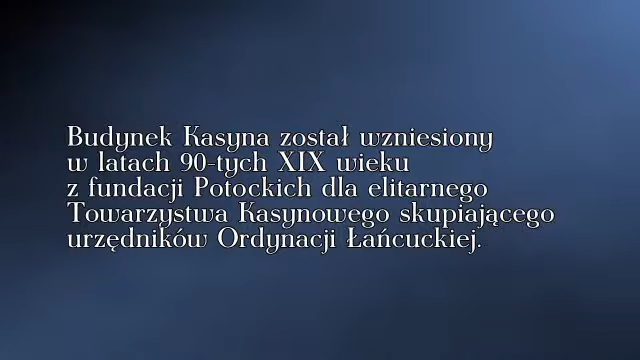 Budynek Kasyna został wzniesiony
w latach 90-tych XIX wieku
z fundacji Potockich dla elitarnego
Towarzystwa Kasynowego skupiającego
urzędników Ordynacji Łańcuckiej.